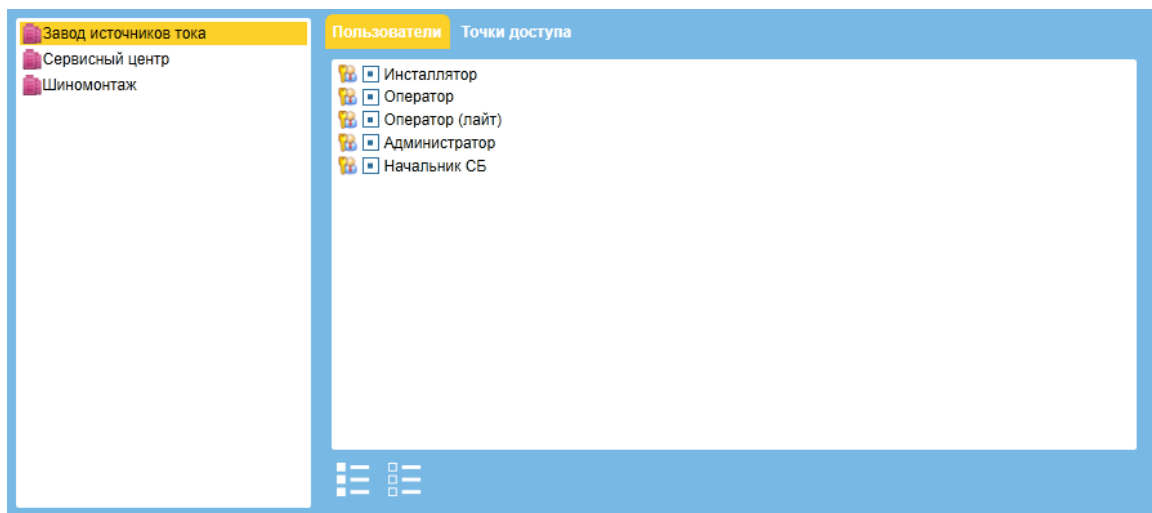 Завод источников тока
Сервисный центр
Шиномонтаж
Пользователи Точки доступа
Инсталлятор
Оператор
Оператор (лайт)
Администратор
Начальник СБ